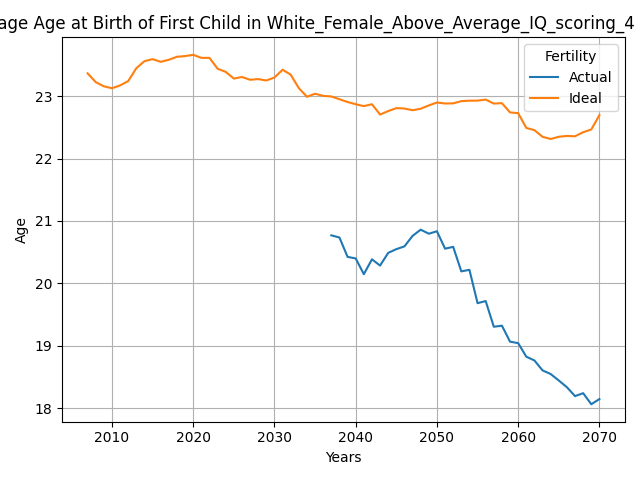 age Age at Birth of First Child in White_Female_Above_Average_IQ_scoring_4
Fertility
Actual
Ideal
Age
23
22
21
20
19
18
2010 2020 2030 2040 2050 2060 2070
Years